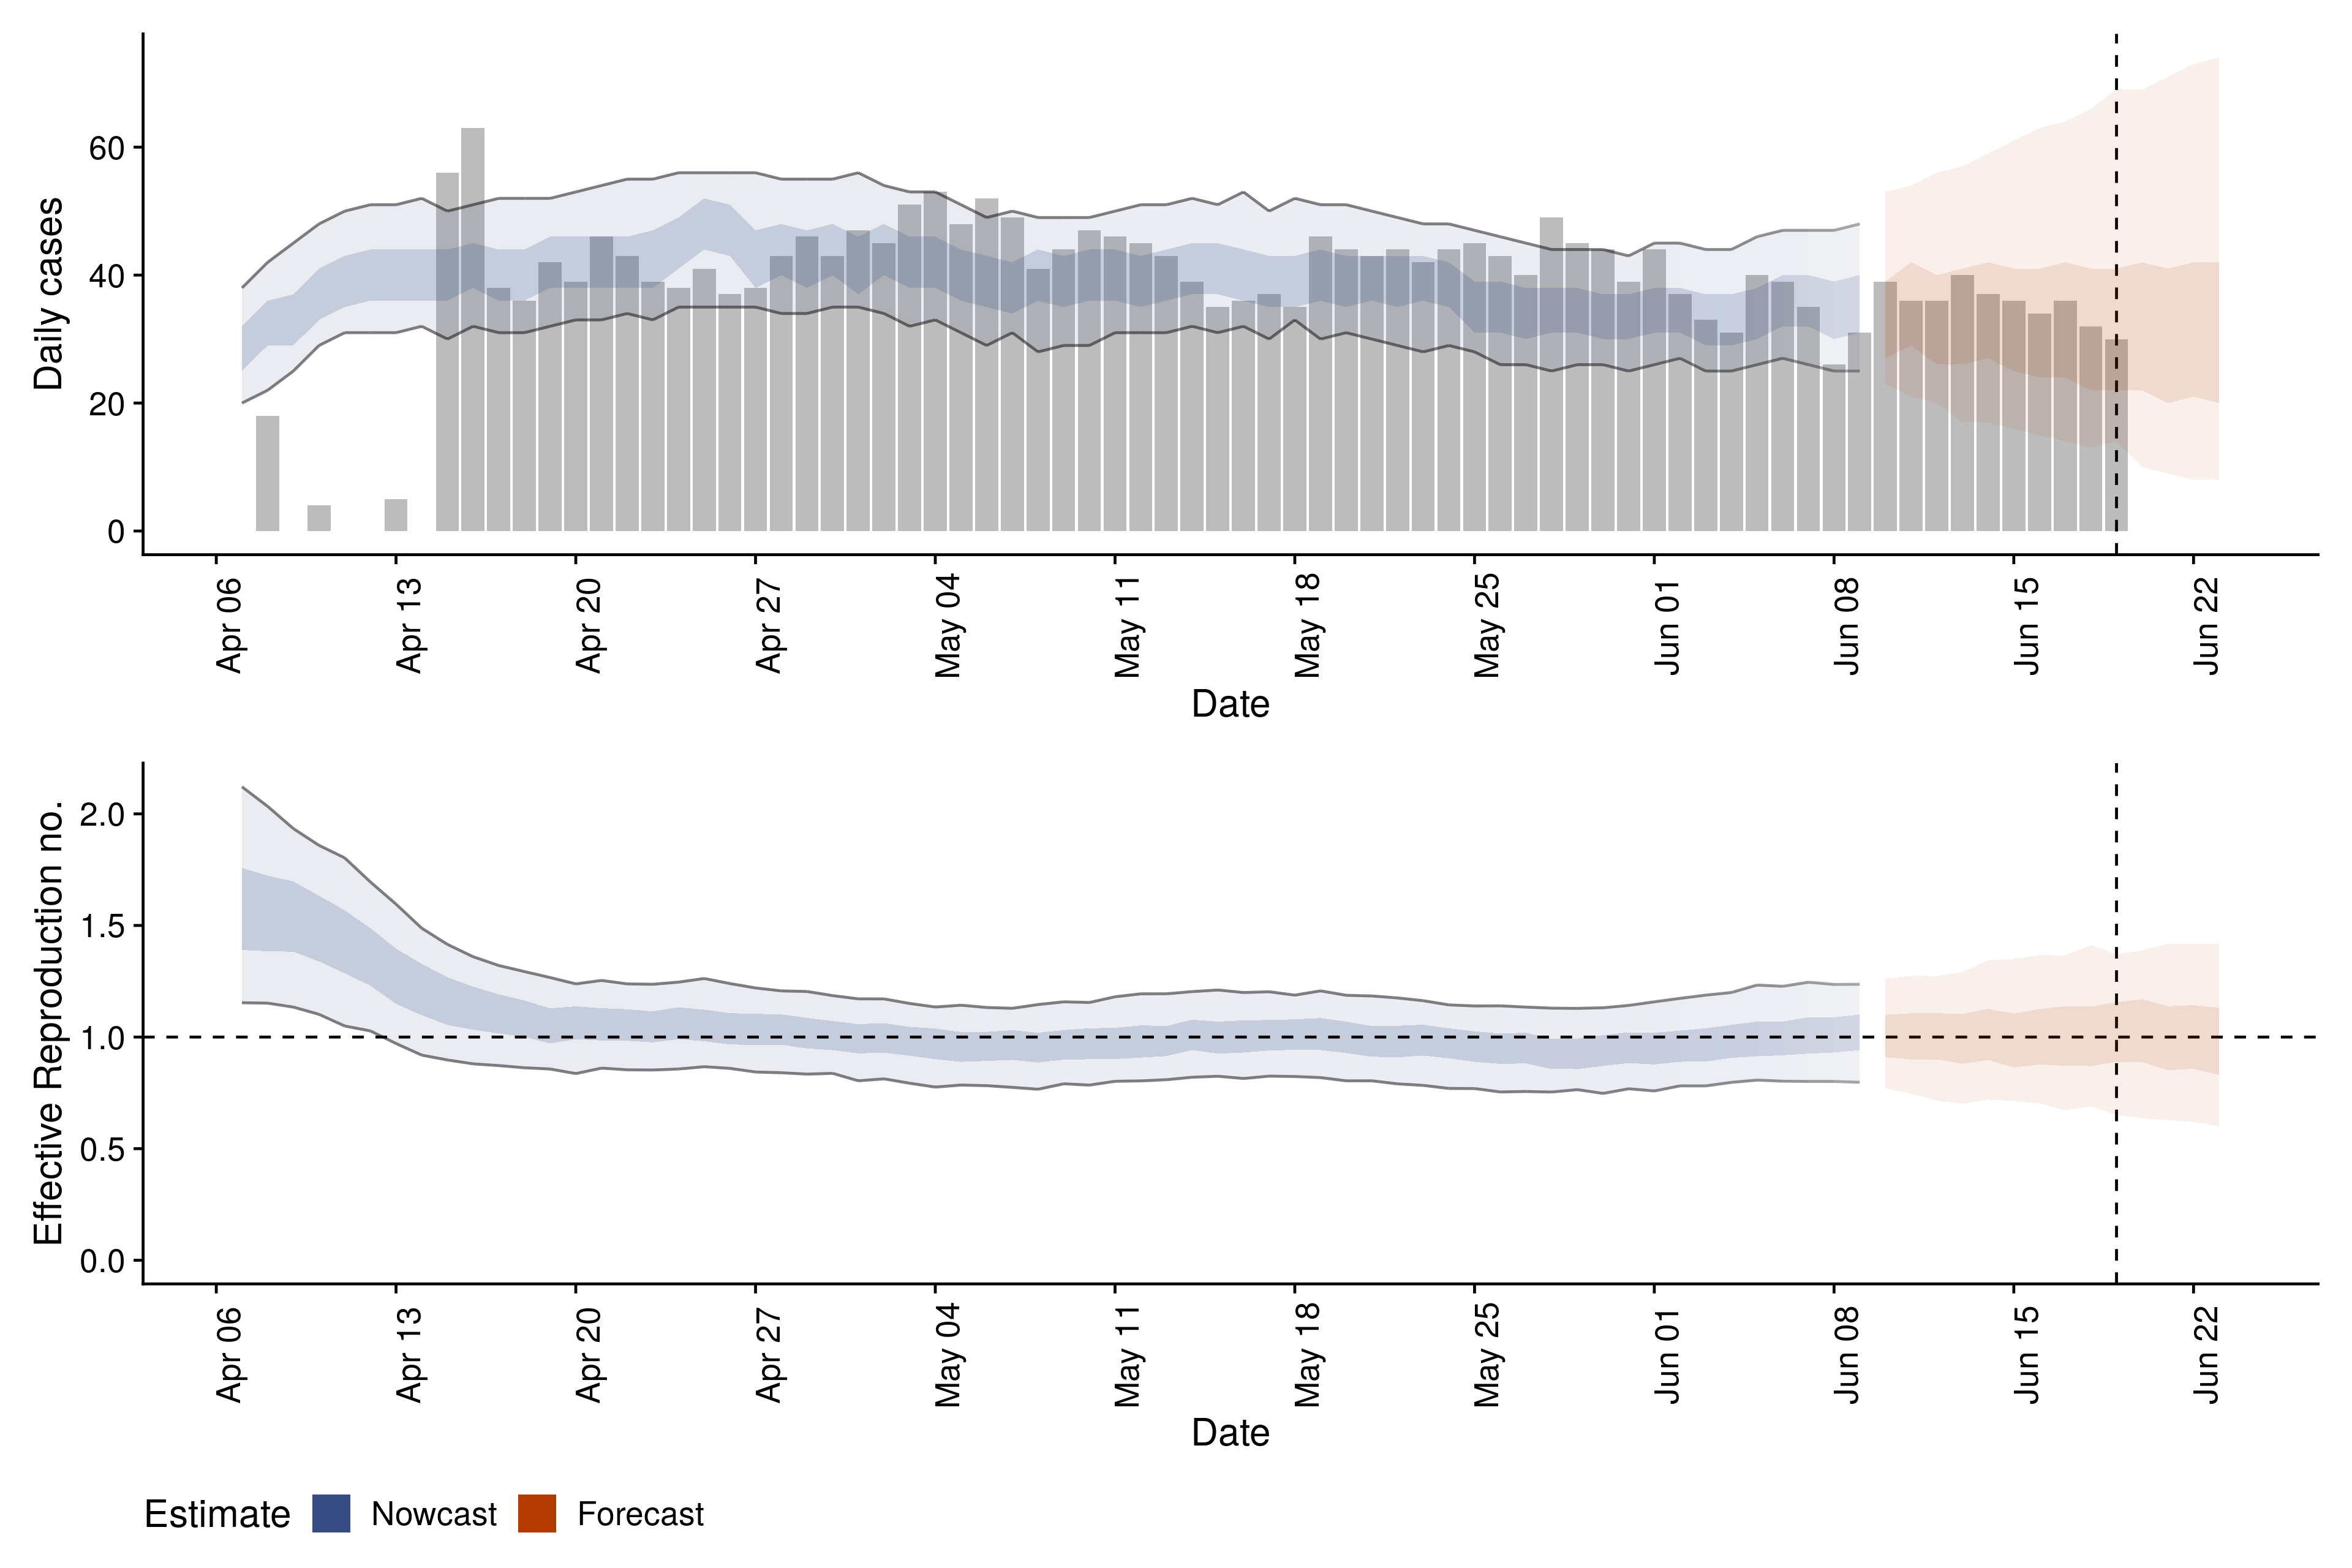 Daily cases
60
40
20
0
Apr 06
Apr 13
Apr 20
Apr 27
May 04
May 11
May 18
May 25
Jun 01
Jun 08
Jun 15
Jun 22
Date
Effective Reproduction no.
2.0
1.5
1.0
0.5
0.0
Apr 06
Apr 13
Apr 20
Apr 27
May 04
May 11
May 18
May 25
Jun 01
Jun 08
Jun 15
Jun 22
Date
Estimate Nowcast Forecast